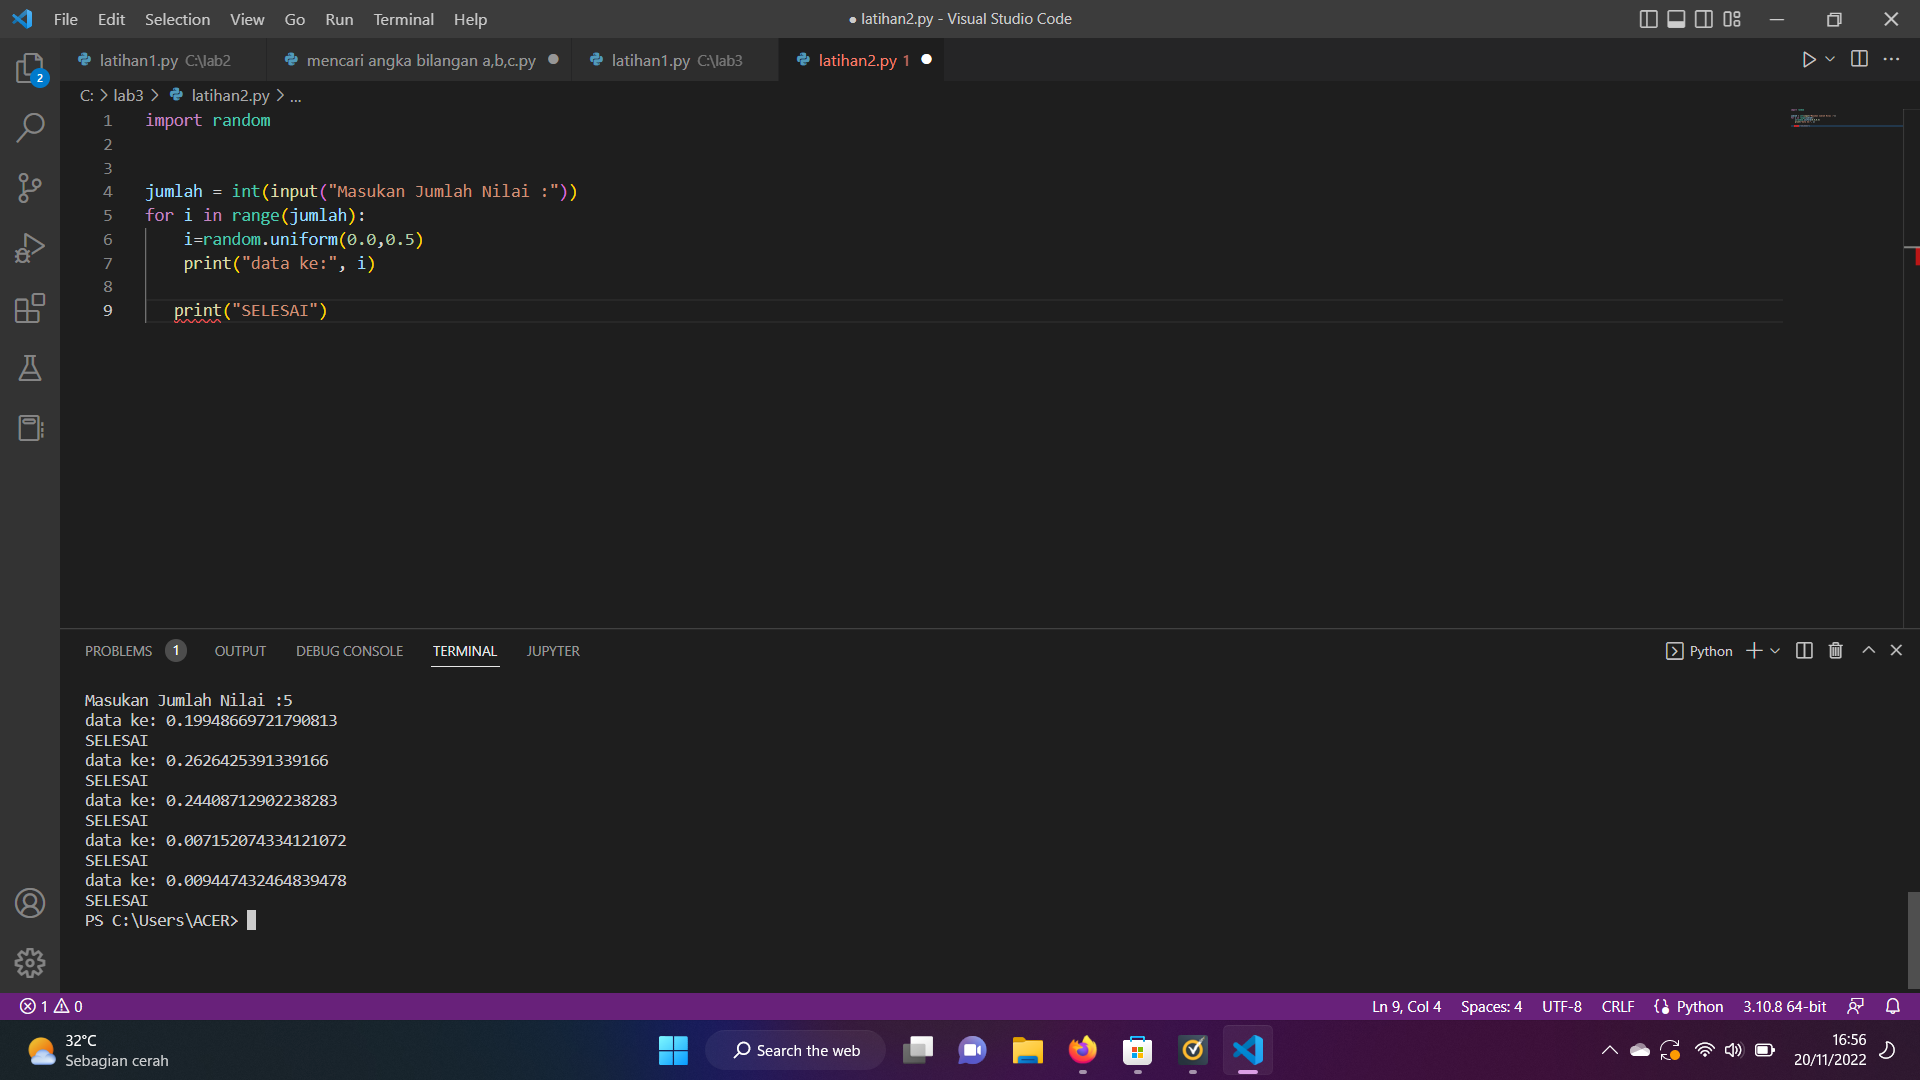 File Edit Selection View Go Run Terminal Help
● latihan2.py - Visual Studio Code
2
latihan1.py C:\lab2
mencari angka bilangan a,b,c.py
latihan1.py C:\lab3
latihan2.py 1
C: > lab3 > latihan2.py > ...
1 import random
2
3
4 jumlah = int(input("Masukan Jumlah Nilai :"))
5 for i in range(jumlah):
6 i=random.uniform(0.0,0.5)
7 print("data ke:", i)
8
9 print("SELESAI")
PROBLEMS 1 OUTPUT DEBUG CONSOLE TERMINAL JUPYTER
Python
Masukan Jumlah Nilai :5
data ke: 0.19948669721790813
SELESAI
data ke: 0.2626425391339166
SELESAI
data ke: 0.24408712902238283
SELESAI
data ke: 0.007152074334121072
SELESAI
data ke: 0.009447432464839478
SELESAI
PS C:\Users\ACER>
1 0
Ln 9, Col 4 Spaces: 4 UTF-8 CRLF Python 3.10.8 64-bit
32°C
Sebagian cerah
Search the web
16:56
20/11/2022